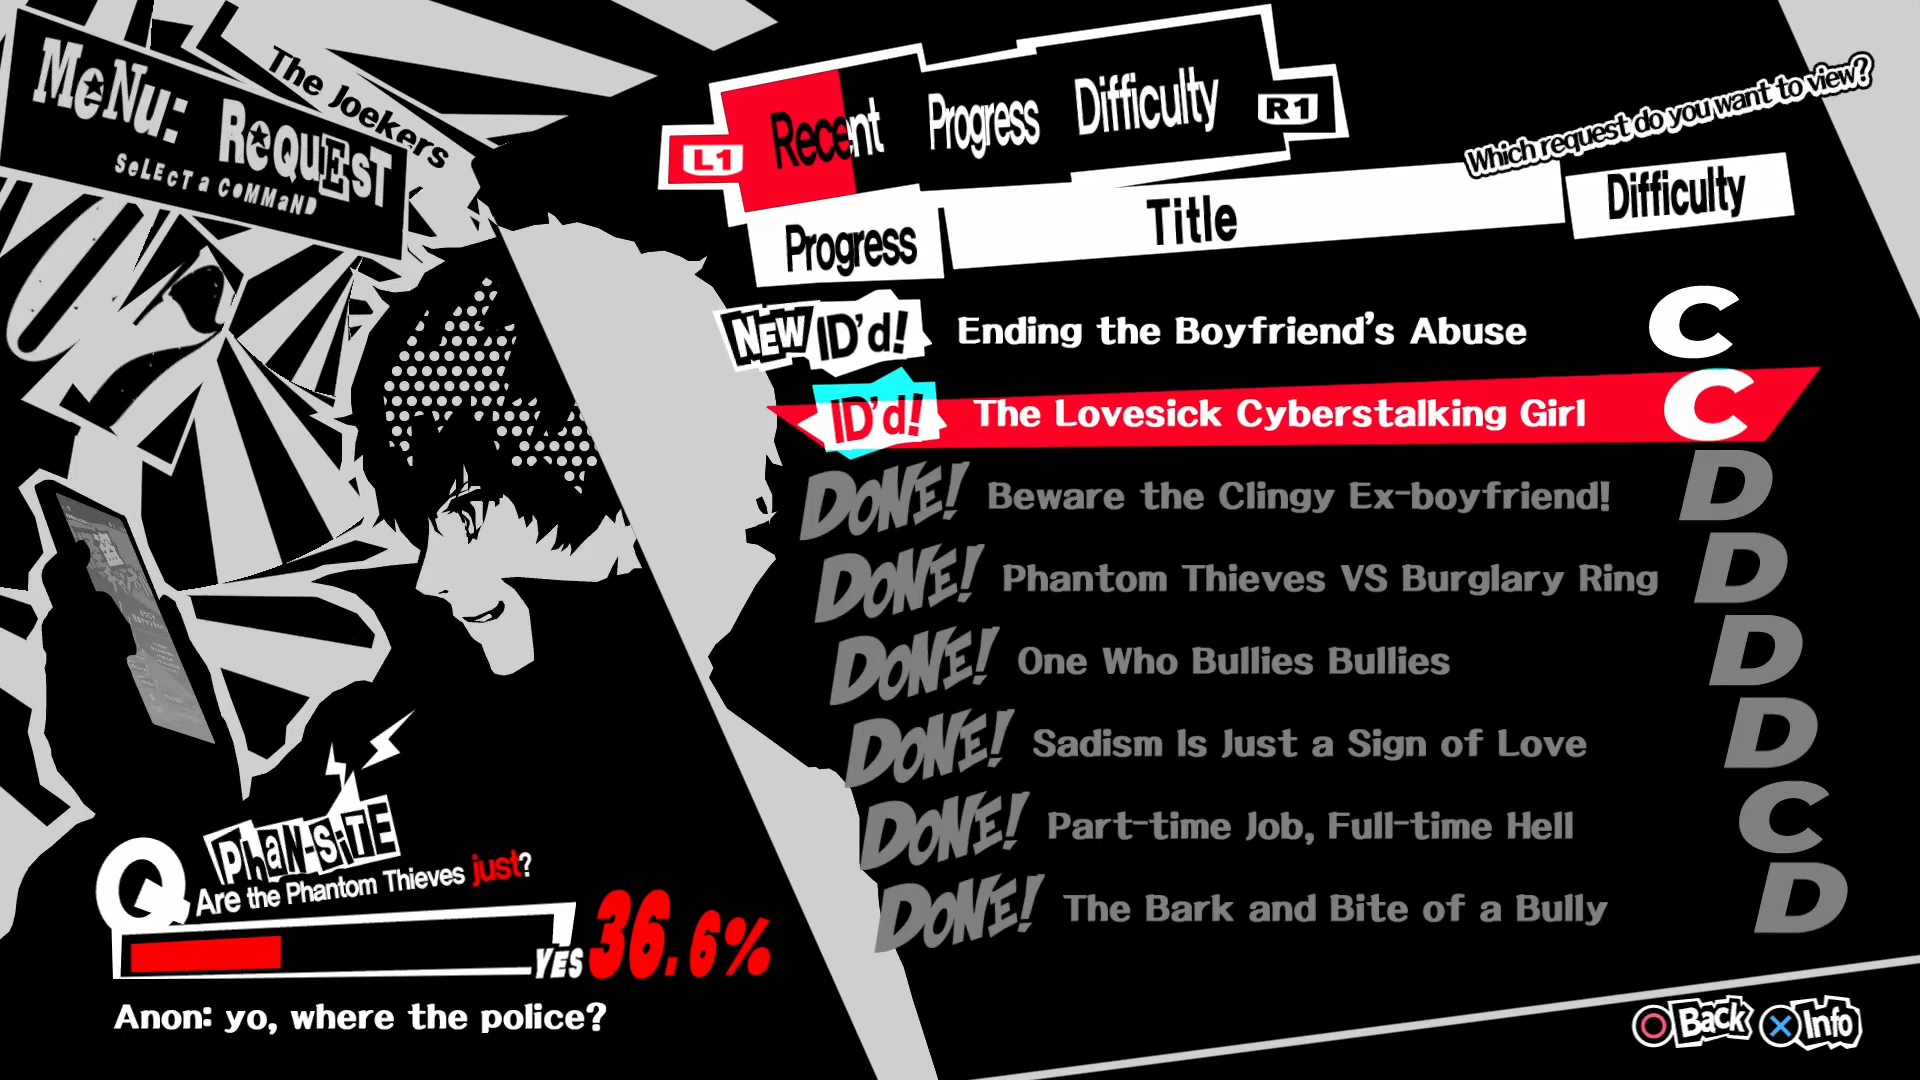 MeNu: ReQUEsT
SeLEcT a CoMMaND
The Joekers
L1 Recent Progress Difficulty R1
Which request do you want to view?
Progress Title Difficulty
NEW ID'd! Ending the Boyfriend's Abuse C
ID'd! The Lovesick Cyberstalking Girl C
DONE! Beware the Clingy Ex-boyfriend! D
DONE! Phantom Thieves VS Burglary Ring D
DONE! One Who Bullies Bullies D
DONE! Sadism Is Just a Sign of Love D
DONE! Part-time Job, Full-time Hell C
DONE! The Bark and Bite of a Bully D
PhaN-SiTE
Q Are the Phantom Thieves just?
YES 36.6%
Anon: yo, where the police?
Back Info